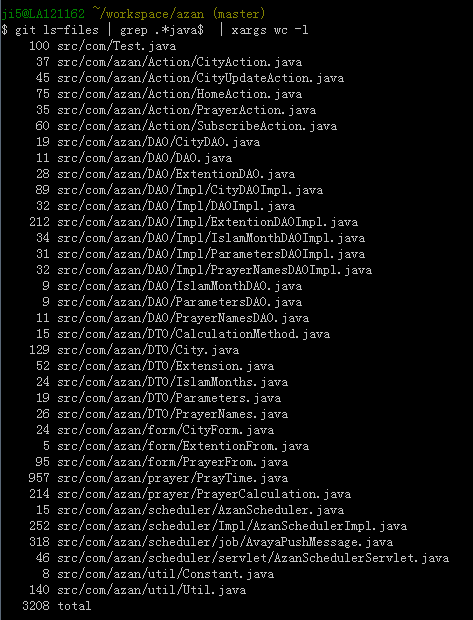 ji5@LA121162 ~/workspace/azan (master)
$ git ls-files | grep .*java$  | xargs wc -l
100 src/com/Test.java
37 src/com/azan/Action/CityAction.java
45 src/com/azan/Action/CityUpdateAction.java
75 src/com/azan/Action/HomeAction.java
35 src/com/azan/Action/PrayerAction.java
60 src/com/azan/Action/SubscribeAction.java
19 src/com/azan/DAO/CityDAO.java
11 src/com/azan/DAO/DAO.java
28 src/com/azan/DAO/ExtentionDAO.java
89 src/com/azan/DAO/Impl/CityDAOImpl.java
32 src/com/azan/DAO/Impl/DAOImpl.java
212 src/com/azan/DAO/Impl/ExtentionDAOImpl.java
34 src/com/azan/DAO/Impl/IslamMonthDAOImpl.java
31 src/com/azan/DAO/Impl/ParametersDAOImpl.java
32 src/com/azan/DAO/Impl/PrayerNamesDAOImpl.java
9 src/com/azan/DAO/IslamMonthDAO.java
9 src/com/azan/DAO/ParametersDAO.java
11 src/com/azan/DAO/PrayerNamesDAO.java
15 src/com/azan/DTO/CalculationMethod.java
129 src/com/azan/DTO/City.java
52 src/com/azan/DTO/Extension.java
24 src/com/azan/DTO/IslamMonths.java
19 src/com/azan/DTO/Parameters.java
26 src/com/azan/DTO/PrayerNames.java
24 src/com/azan/form/CityForm.java
5 src/com/azan/form/ExtentionFrom.java
95 src/com/azan/form/PrayerFrom.java
957 src/com/azan/prayer/PrayTime.java
214 src/com/azan/prayer/PrayerCalculation.java
15 src/com/azan/scheduler/AzanScheduler.java
252 src/com/azan/scheduler/Impl/AzanSchedulerImpl.java
318 src/com/azan/scheduler/job/AvayaPushMessage.java
46 src/com/azan/scheduler/servlet/AzanSchedulerServlet.java
8 src/com/azan/util/Constant.java
140 src/com/azan/util/Util.java
3208 total